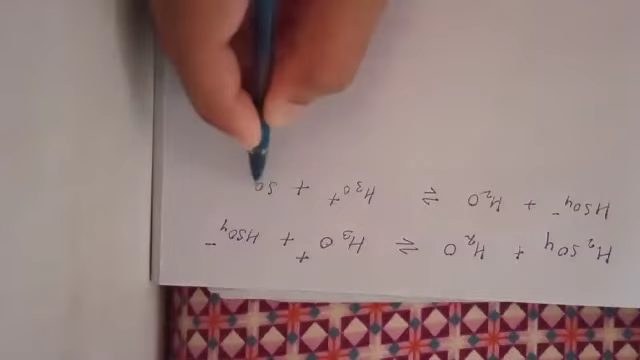 H₂SO₄ + H₂O ⇌ H₃O⁺ + HSO₄⁻
HSO₄⁻ + H₂O ⇌ H₃O⁺ + SO